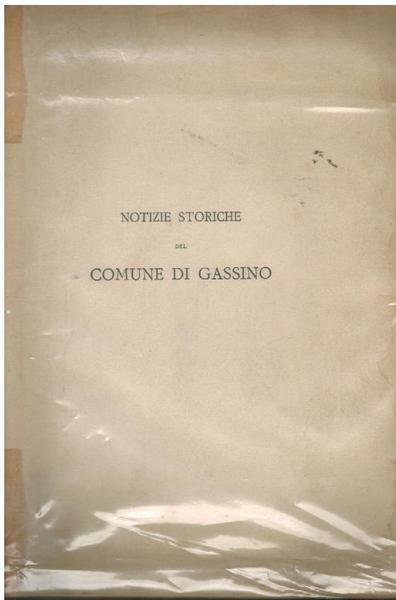 NOTIZIE STORICHE
DEL
COMUNE DI GASSINO